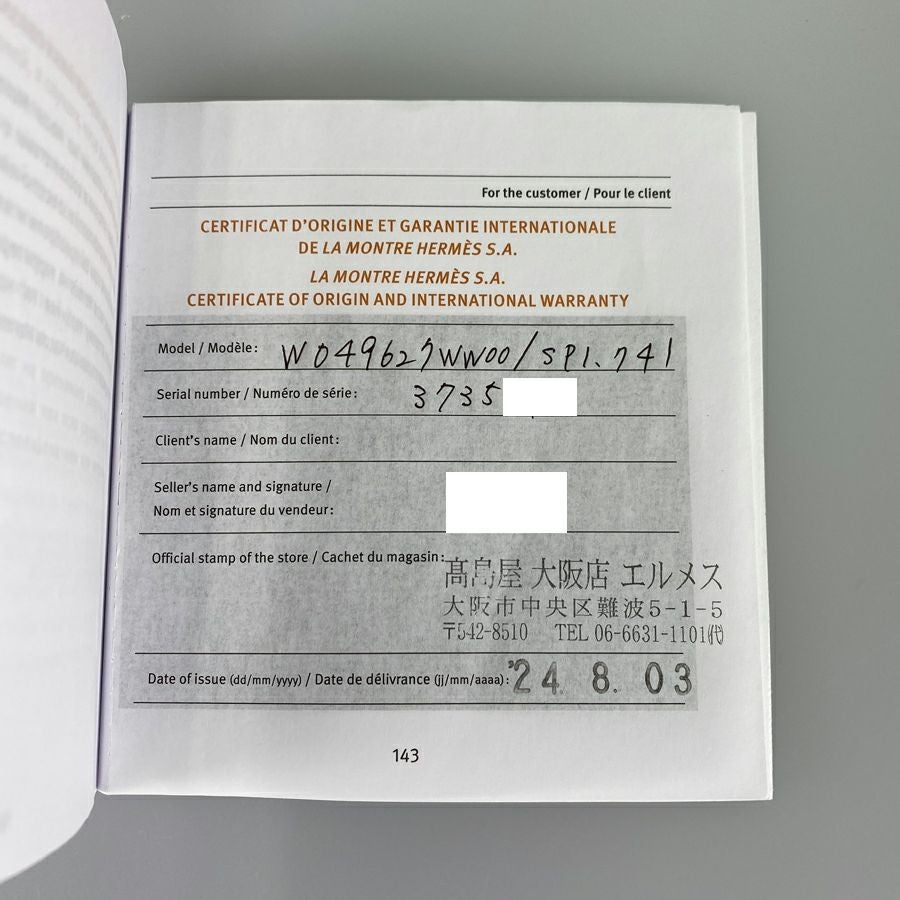 For the customer / Pour le client
CERTIFICAT D'ORIGINE ET GARANTIE INTERNATIONALE
DE LA MONTRE HERMÈS S.A.
LA MONTRE HERMÈS S.A.
CERTIFICATE OF ORIGIN AND INTERNATIONAL WARRANTY
Model / Modèle: W049627WW00/SP1.741
Serial number / Numéro de série: 3735
Client's name / Nom du client:
Seller's name and signature /
Nom et signature du vendeur:
Official stamp of the store / Cachet du magasin:
髙島屋 大阪店 エルメス
大阪市中央区難波5-1-5
〒542-8510 TEL 06-6631-1101㈹
Date of issue (dd/mm/yyyy) / Date de délivrance (jj/mm/aaaa): '24. 8. 03
143